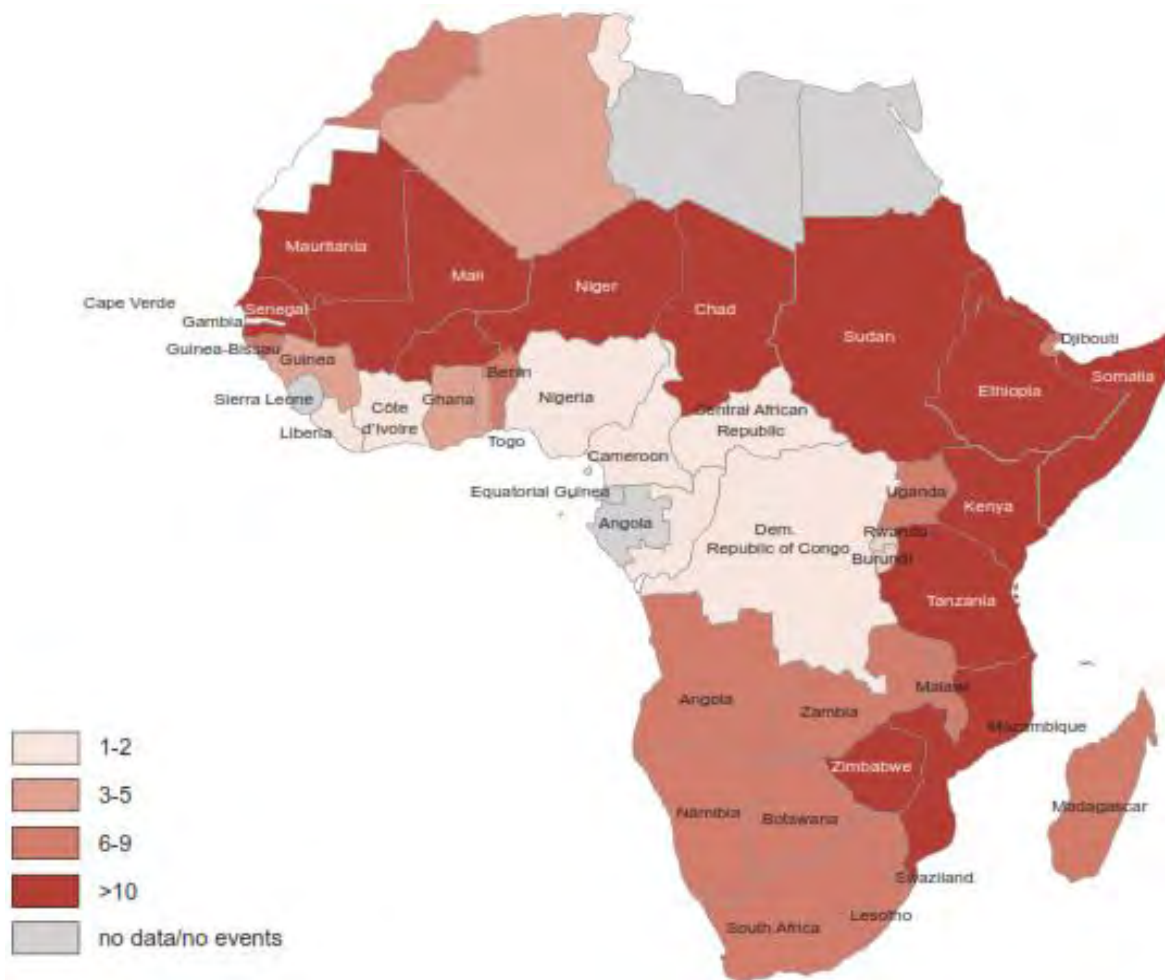 Mauritania
Mali
Niger
Chad
Sudan
Cape Verde
Senegal
Gambia
Guinea-Bissau
Guinea
Sierra Leone
Liberia
Côte
d'Ivoire
Ghana
Togo
Benin
Nigeria
Cameroon
Central African
Republic
Djibouti
Ethiopia
Somalia
Equatorial Guinea
Angola
Dem.
Republic of Congo
Uganda
Kenya
Rwanda
Burundi
Tanzania
Angola
Zambia
Malawi
Mozambique
Zimbabwe
Namibia
Botswana
Madagascar
Swaziland
Lesotho
South Africa
1-2
3-5
6-9
>10
no data/no events